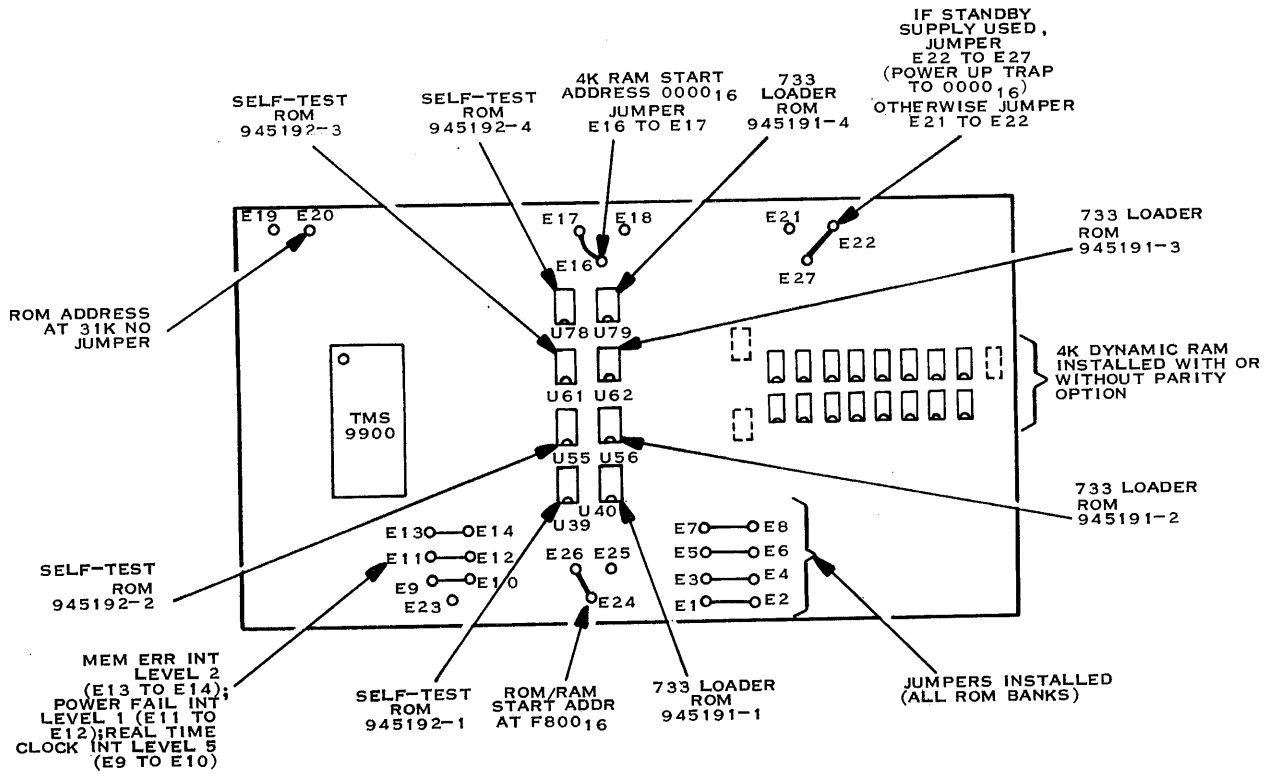 IF STANDBY
SUPPLY USED,
JUMPER
E22 TO E27
(POWER UP TRAP
TO 0000₁₆)
OTHERWISE JUMPER
E21 TO E22
4K RAM START
ADDRESS 0000₁₆
JUMPER
E16 TO E17
733
LOADER
ROM
945191-4
SELF-TEST
ROM
945192-3
SELF-TEST
ROM
945192-4
E19 E20
E17 E18
E16
E21
E22
E27
733 LOADER
ROM
945191-3
ROM ADDRESS
AT 31K NO
JUMPER
U78 U79
U61 U62
U55 U56
U39 U40
TMS
9900
4K DYNAMIC RAM
INSTALLED WITH OR
WITHOUT PARITY
OPTION
733 LOADER
ROM
945191-2
E13 E14
E11 E12
E9 E10
E23
E26 E25
E24
E7 E8
E5 E6
E3 E4
E1 E2
SELF-TEST
ROM
945192-2
MEM ERR INT
LEVEL 2
(E13 TO E14);
POWER FAIL INT
LEVEL 1 (E11 TO
E12);REAL TIME
CLOCK INT LEVEL 5
(E9 TO E10)
SELF-TEST
ROM
945192-1
ROM/RAM
START ADDR
AT F800₁₆
733 LOADER
ROM
945191-1
JUMPERS INSTALLED
(ALL ROM BANKS)